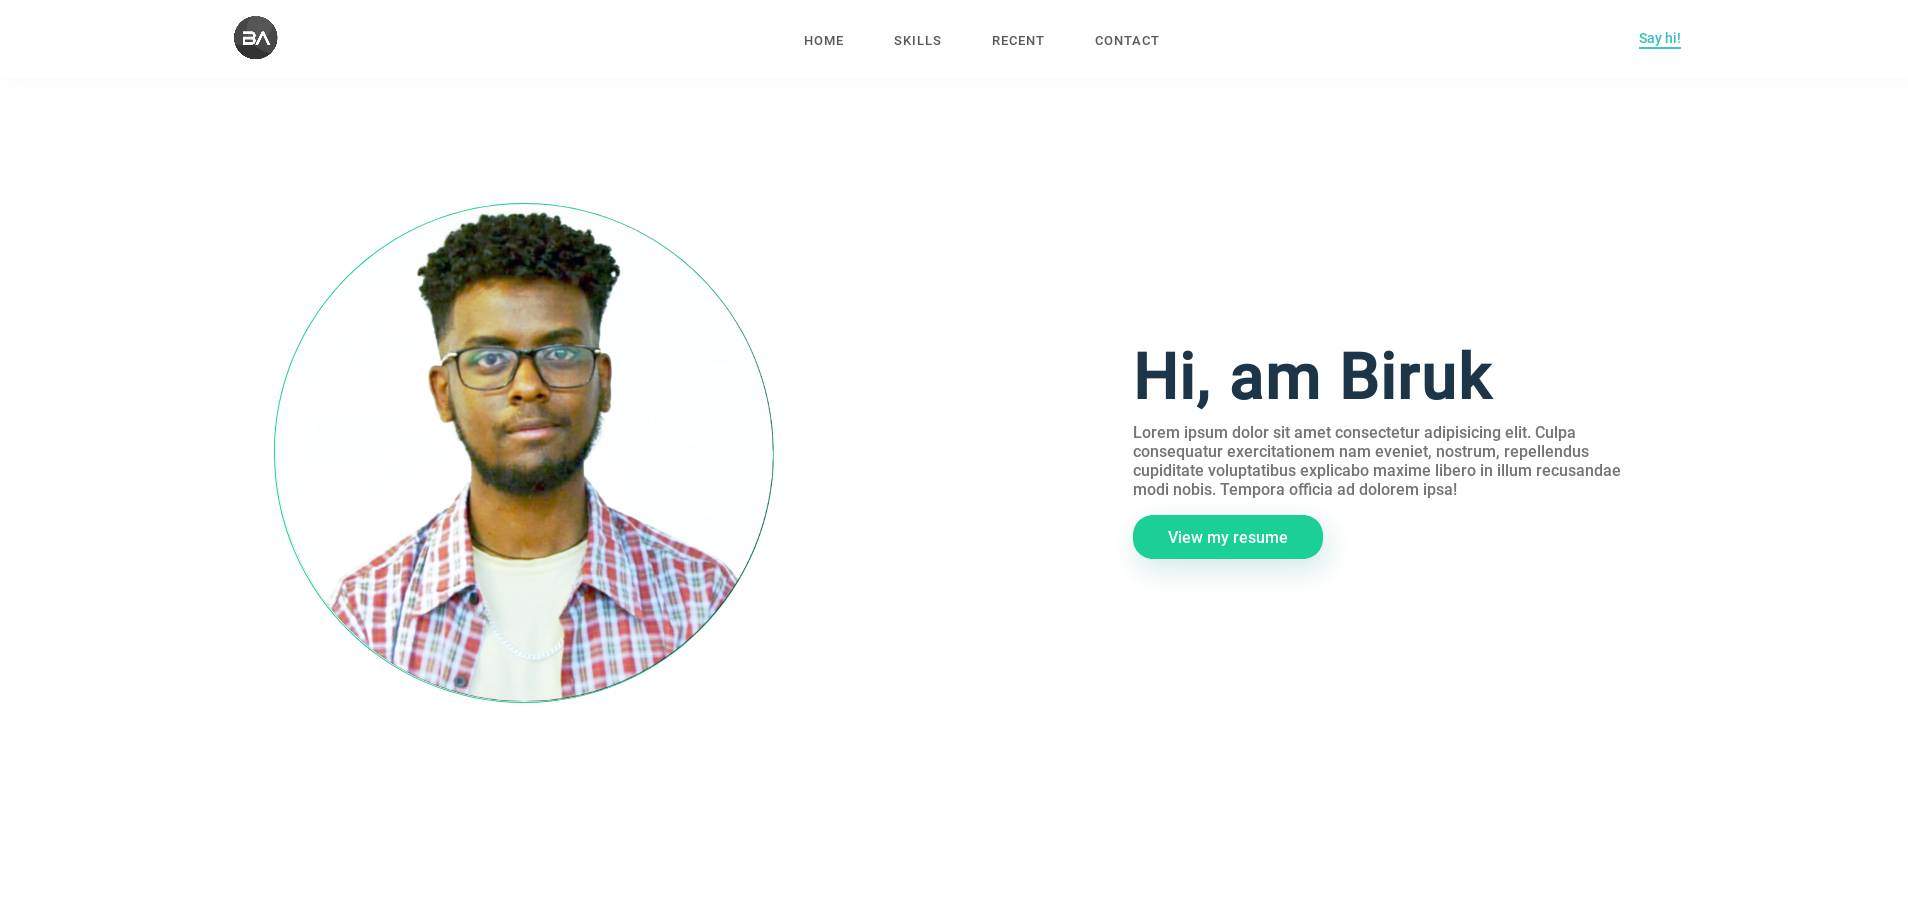 BA
HOME SKILLS RECENT CONTACT
Say hi!
Hi, am Biruk
Lorem ipsum dolor sit amet consectetur adipisicing elit. Culpa
consequatur exercitationem nam eveniet, nostrum, repellendus
cupiditate voluptatibus explicabo maxime libero in illum recusandae
modi nobis. Tempora officia ad dolorem ipsa!
View my resume